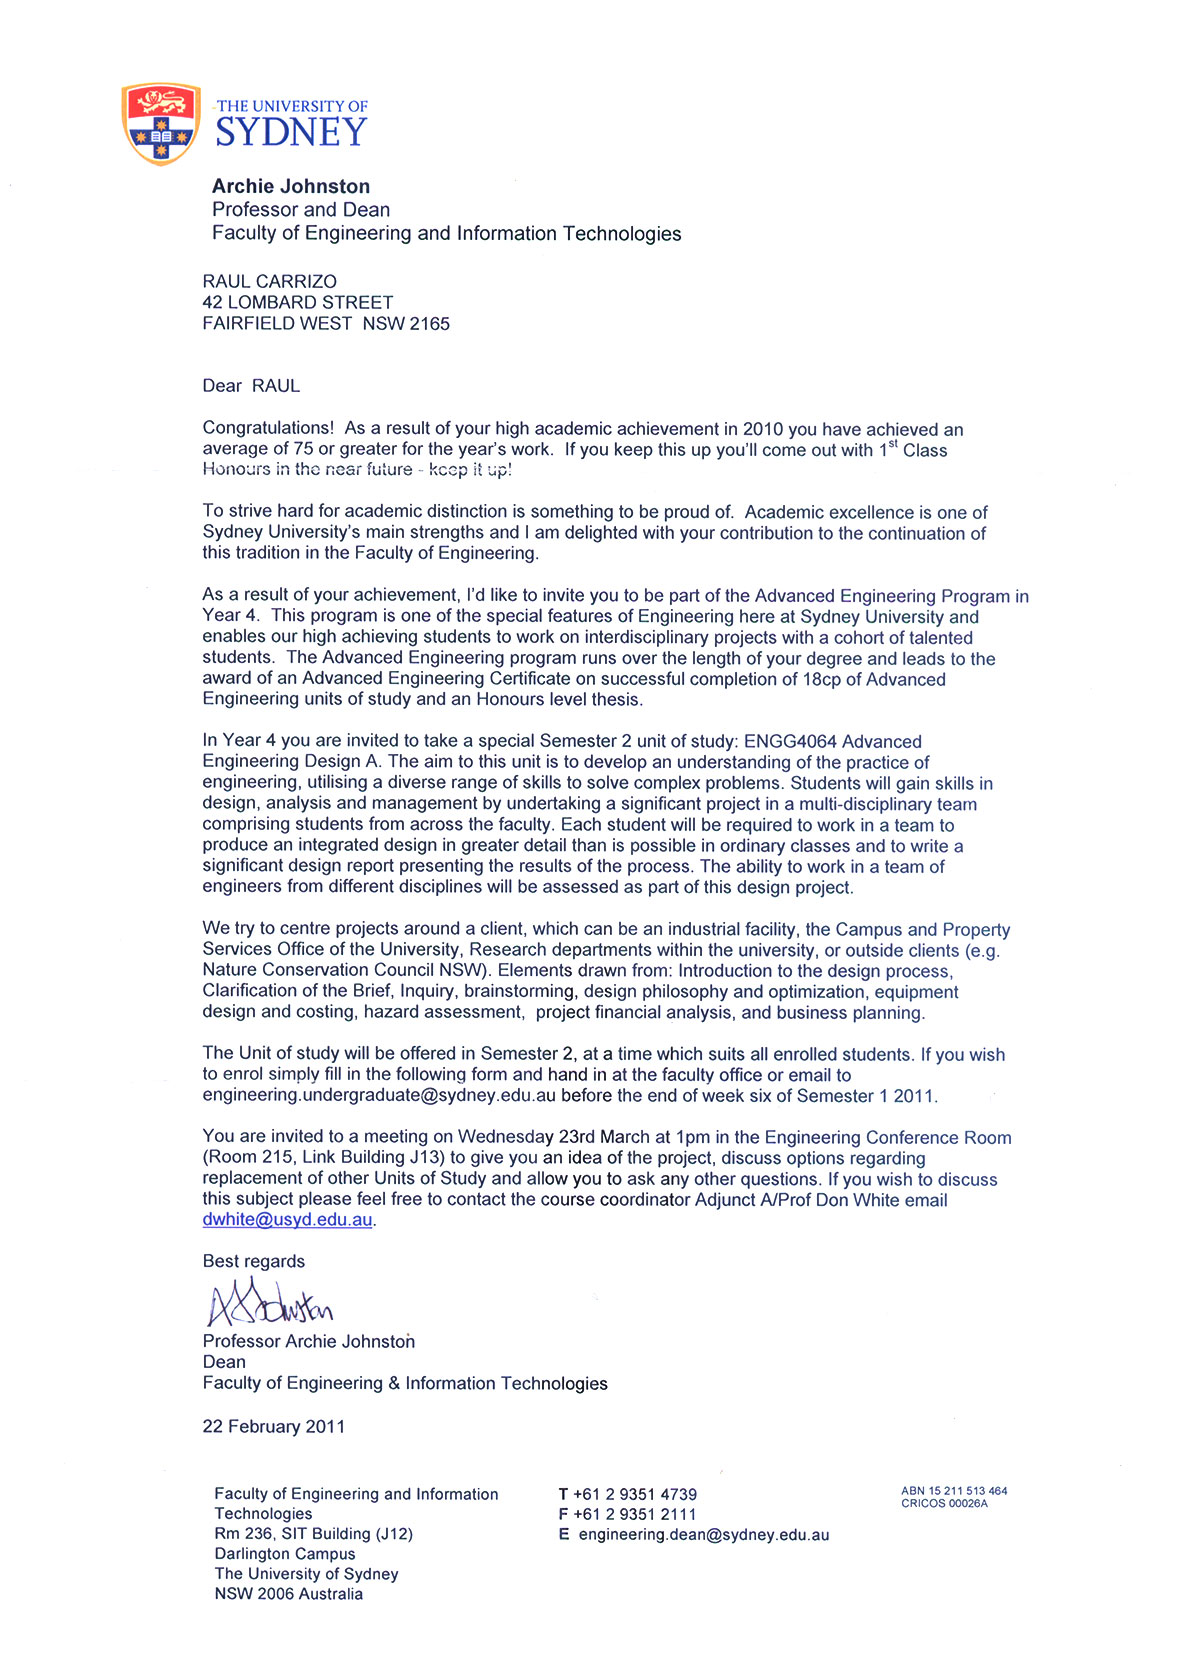 THE UNIVERSITY OF
SYDNEY
Archie Johnston
Professor and Dean
Faculty of Engineering and Information Technologies
RAUL CARRIZO
42 LOMBARD STREET
FAIRFIELD WEST  NSW 2165
Dear  RAUL
Congratulations!  As a result of your high academic achievement in 2010 you have achieved an
average of 75 or greater for the year's work.  If you keep this up you'll come out with 1st Class
Honours in the near future - keep it up!
To strive hard for academic distinction is something to be proud of.  Academic excellence is one of
Sydney University's main strengths and I am delighted with your contribution to the continuation of
this tradition in the Faculty of Engineering.
As a result of your achievement, I'd like to invite you to be part of the Advanced Engineering Program in
Year 4.  This program is one of the special features of Engineering here at Sydney University and
enables our high achieving students to work on interdisciplinary projects with a cohort of talented
students.  The Advanced Engineering program runs over the length of your degree and leads to the
award of an Advanced Engineering Certificate on successful completion of 18cp of Advanced
Engineering units of study and an Honours level thesis.
In Year 4 you are invited to take a special Semester 2 unit of study: ENGG4064 Advanced
Engineering Design A. The aim to this unit is to develop an understanding of the practice of
engineering, utilising a diverse range of skills to solve complex problems. Students will gain skills in
design, analysis and management by undertaking a significant project in a multi-disciplinary team
comprising students from across the faculty. Each student will be required to work in a team to
produce an integrated design in greater detail than is possible in ordinary classes and to write a
significant design report presenting the results of the process. The ability to work in a team of
engineers from different disciplines will be assessed as part of this design project.
We try to centre projects around a client, which can be an industrial facility, the Campus and Property
Services Office of the University, Research departments within the university, or outside clients (e.g.
Nature Conservation Council NSW). Elements drawn from: Introduction to the design process,
Clarification of the Brief, Inquiry, brainstorming, design philosophy and optimization, equipment
design and costing, hazard assessment,  project financial analysis, and business planning.
The Unit of study will be offered in Semester 2, at a time which suits all enrolled students. If you wish
to enrol simply fill in the following form and hand in at the faculty office or email to
engineering.undergraduate@sydney.edu.au before the end of week six of Semester 1 2011.
You are invited to a meeting on Wednesday 23rd March at 1pm in the Engineering Conference Room
(Room 215, Link Building J13) to give you an idea of the project, discuss options regarding
replacement of other Units of Study and allow you to ask any other questions. If you wish to discuss
this subject please feel free to contact the course coordinator Adjunct A/Prof Don White email
dwhite@usyd.edu.au.
Best regards
AJohnston
Professor Archie Johnston
Dean
Faculty of Engineering & Information Technologies
22 February 2011
Faculty of Engineering and Information
Technologies
Rm 236, SIT Building (J12)
Darlington Campus
The University of Sydney
NSW 2006 Australia
T +61 2 9351 4739
F +61 2 9351 2111
E  engineering.dean@sydney.edu.au
ABN 15 211 513 464
CRICOS 00026A